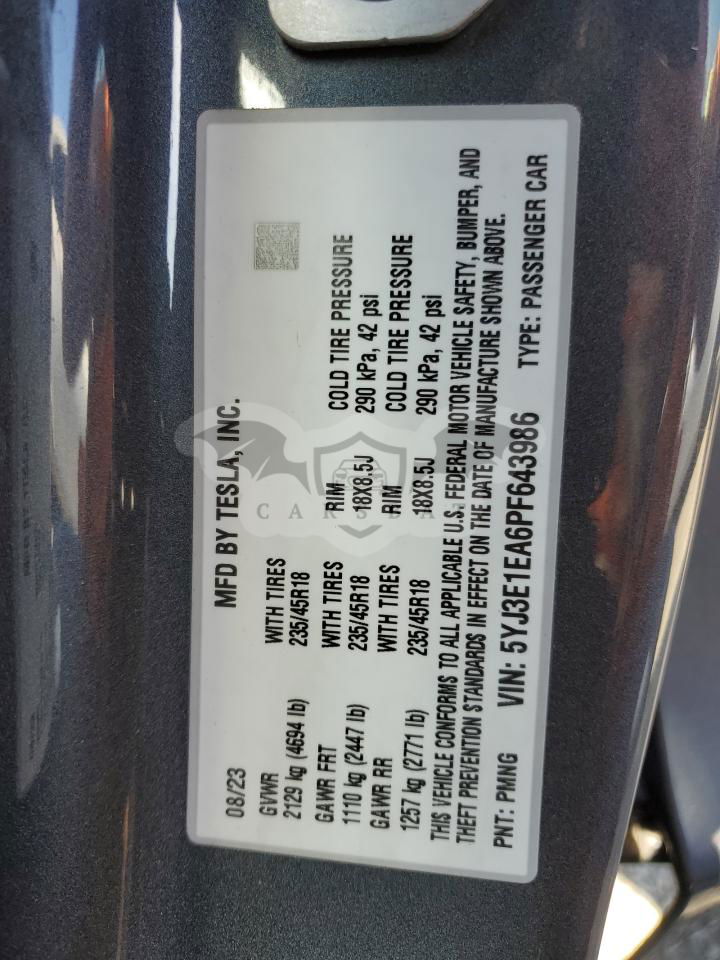 08/23 MFD BY TESLA, INC.
GVWR WITH TIRES
2129 kg (4694 lb) 235/45R18
GAWR FRT WITH TIRES RIM COLD TIRE PRESSURE
1110 kg (2447 lb) 235/45R18 18X8.5J 290 kPa, 42 psi
GAWR RR WITH TIRES RIM COLD TIRE PRESSURE
1257 kg (2771 lb) 235/45R18 18X8.5J 290 kPa, 42 psi
THIS VEHICLE CONFORMS TO ALL APPLICABLE U.S. FEDERAL MOTOR VEHICLE SAFETY, BUMPER, AND
THEFT PREVENTION STANDARDS IN EFFECT ON THE DATE OF MANUFACTURE SHOWN ABOVE.
PNT: PMNG VIN: 5YJ3E1EA6PF643986 TYPE: PASSENGER CAR